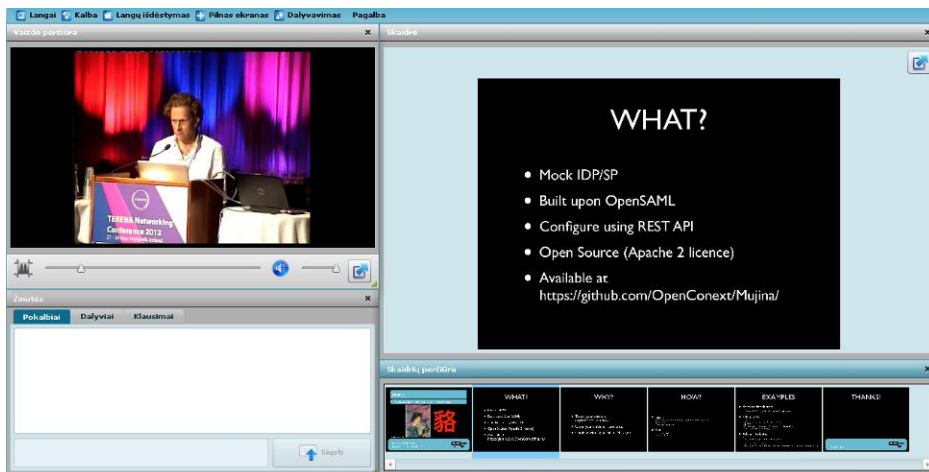 Langai Kalba Langų išdėstymas Pilnas ekranas Dalyvavimas Pagalba
Vaizdo peržiūra x
TERENA Networking
Conference 2012
Žinutės x
Pokalbiai Dalyviai Klausimai
Siųsti
Skaidrė x
WHAT?
• Mock IDP/SP
• Built upon OpenSAML
• Configure using REST API
• Open Source (Apache 2 licence)
• Available at
https://github.com/OpenConext/Mujina/
Skaidrių peržiūra x
WHAT?
WHY?
HOW?
EXAMPLES
THANKS!